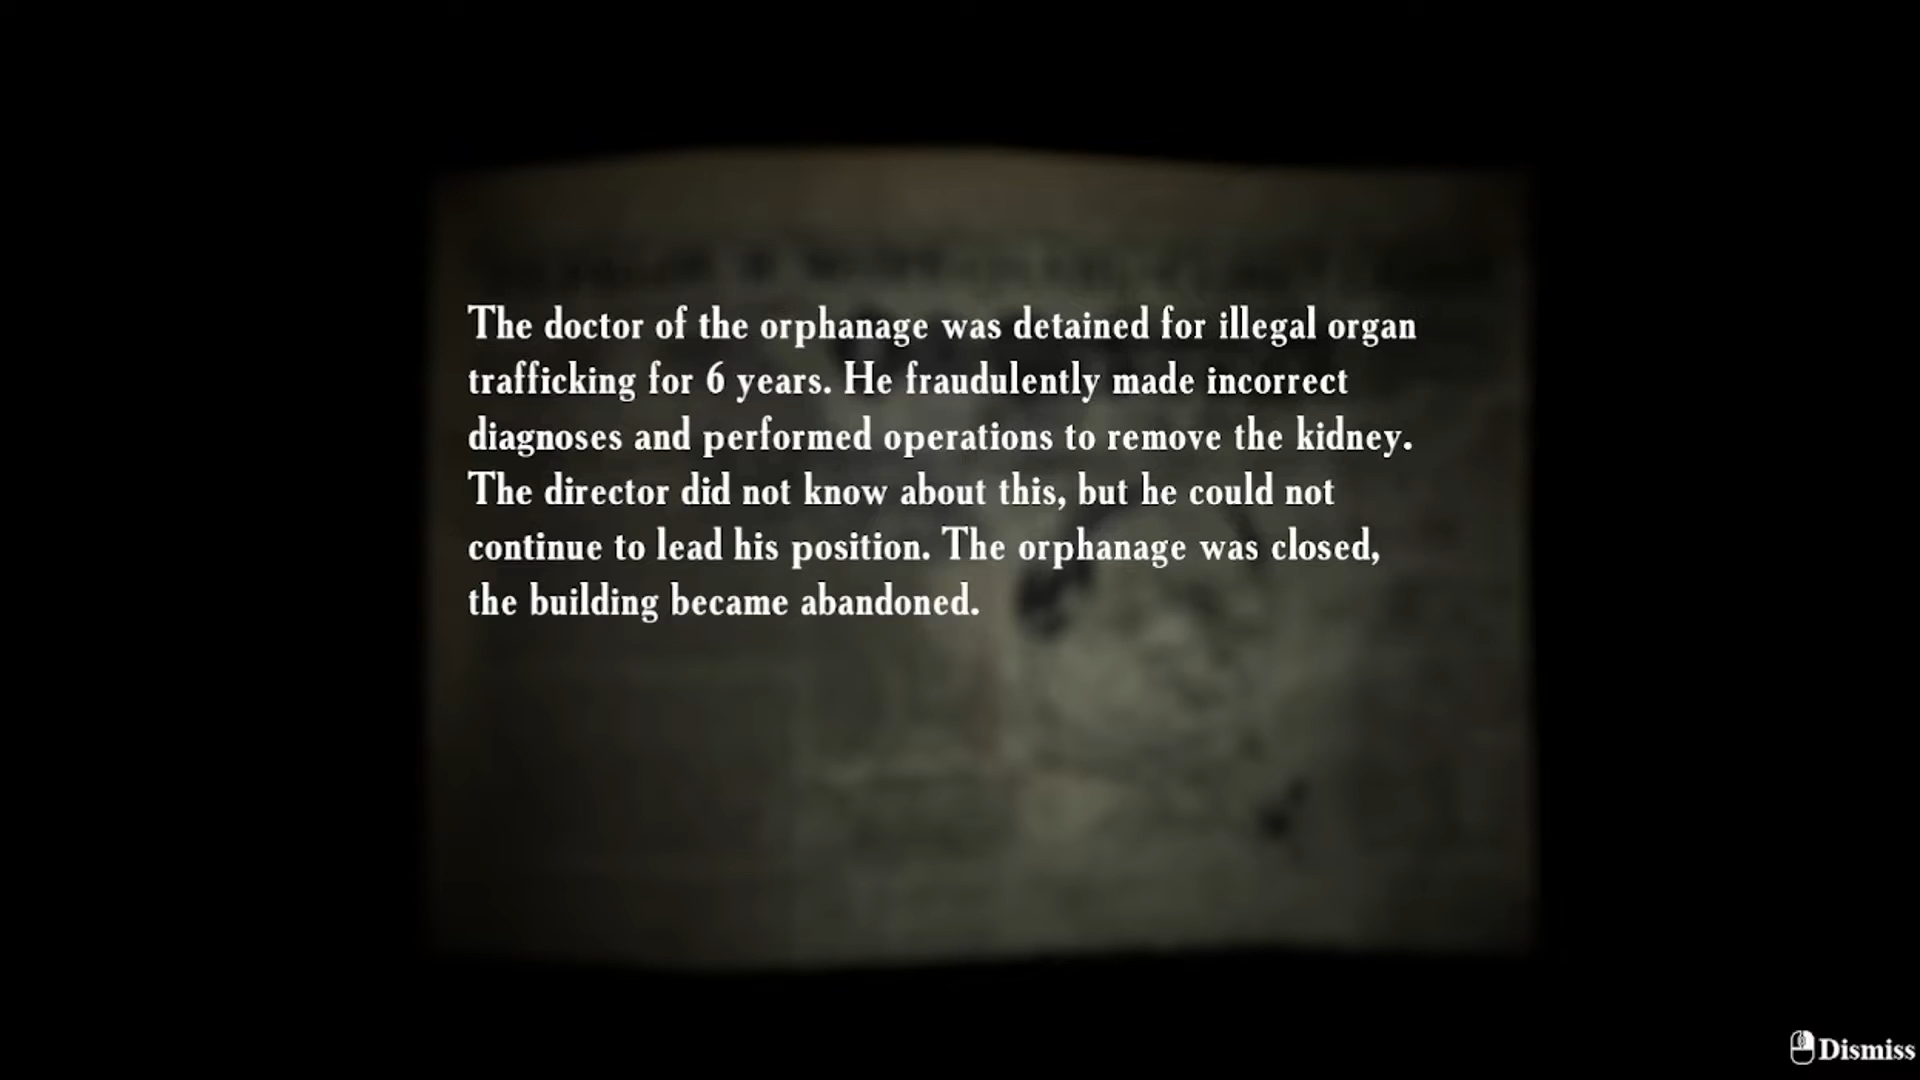 The doctor of the orphanage was detained for illegal organ
trafficking for 6 years. He fraudulently made incorrect
diagnoses and performed operations to remove the kidney.
The director did not know about this, but he could not
continue to lead his position. The orphanage was closed,
the building became abandoned.
Dismiss